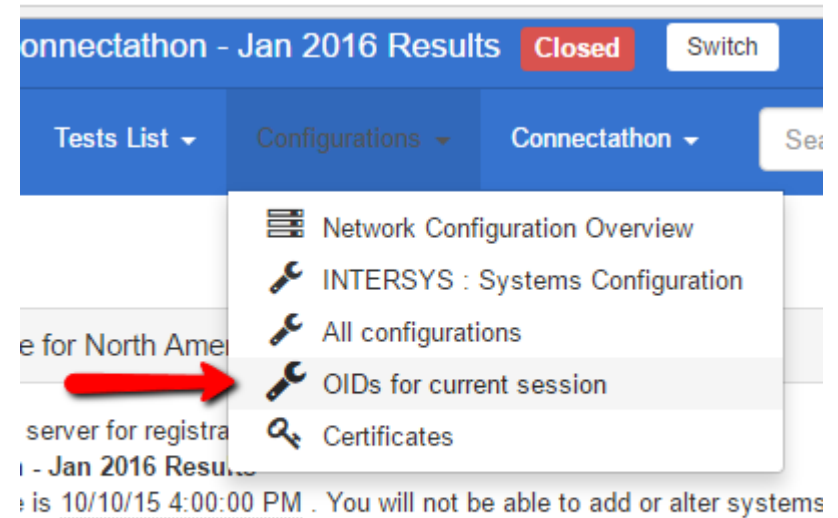 onnectathon - Jan 2016 Results Closed Switch
Tests List Configurations Connectathon Sea
Network Configuration Overview
INTERSYS : Systems Configuration
All configurations
e for North Amer
OIDs for current session
server for registra
Certificates
- Jan 2016 Resu
e is 10/10/15 4:00:00 PM . You will not be able to add or alter systems